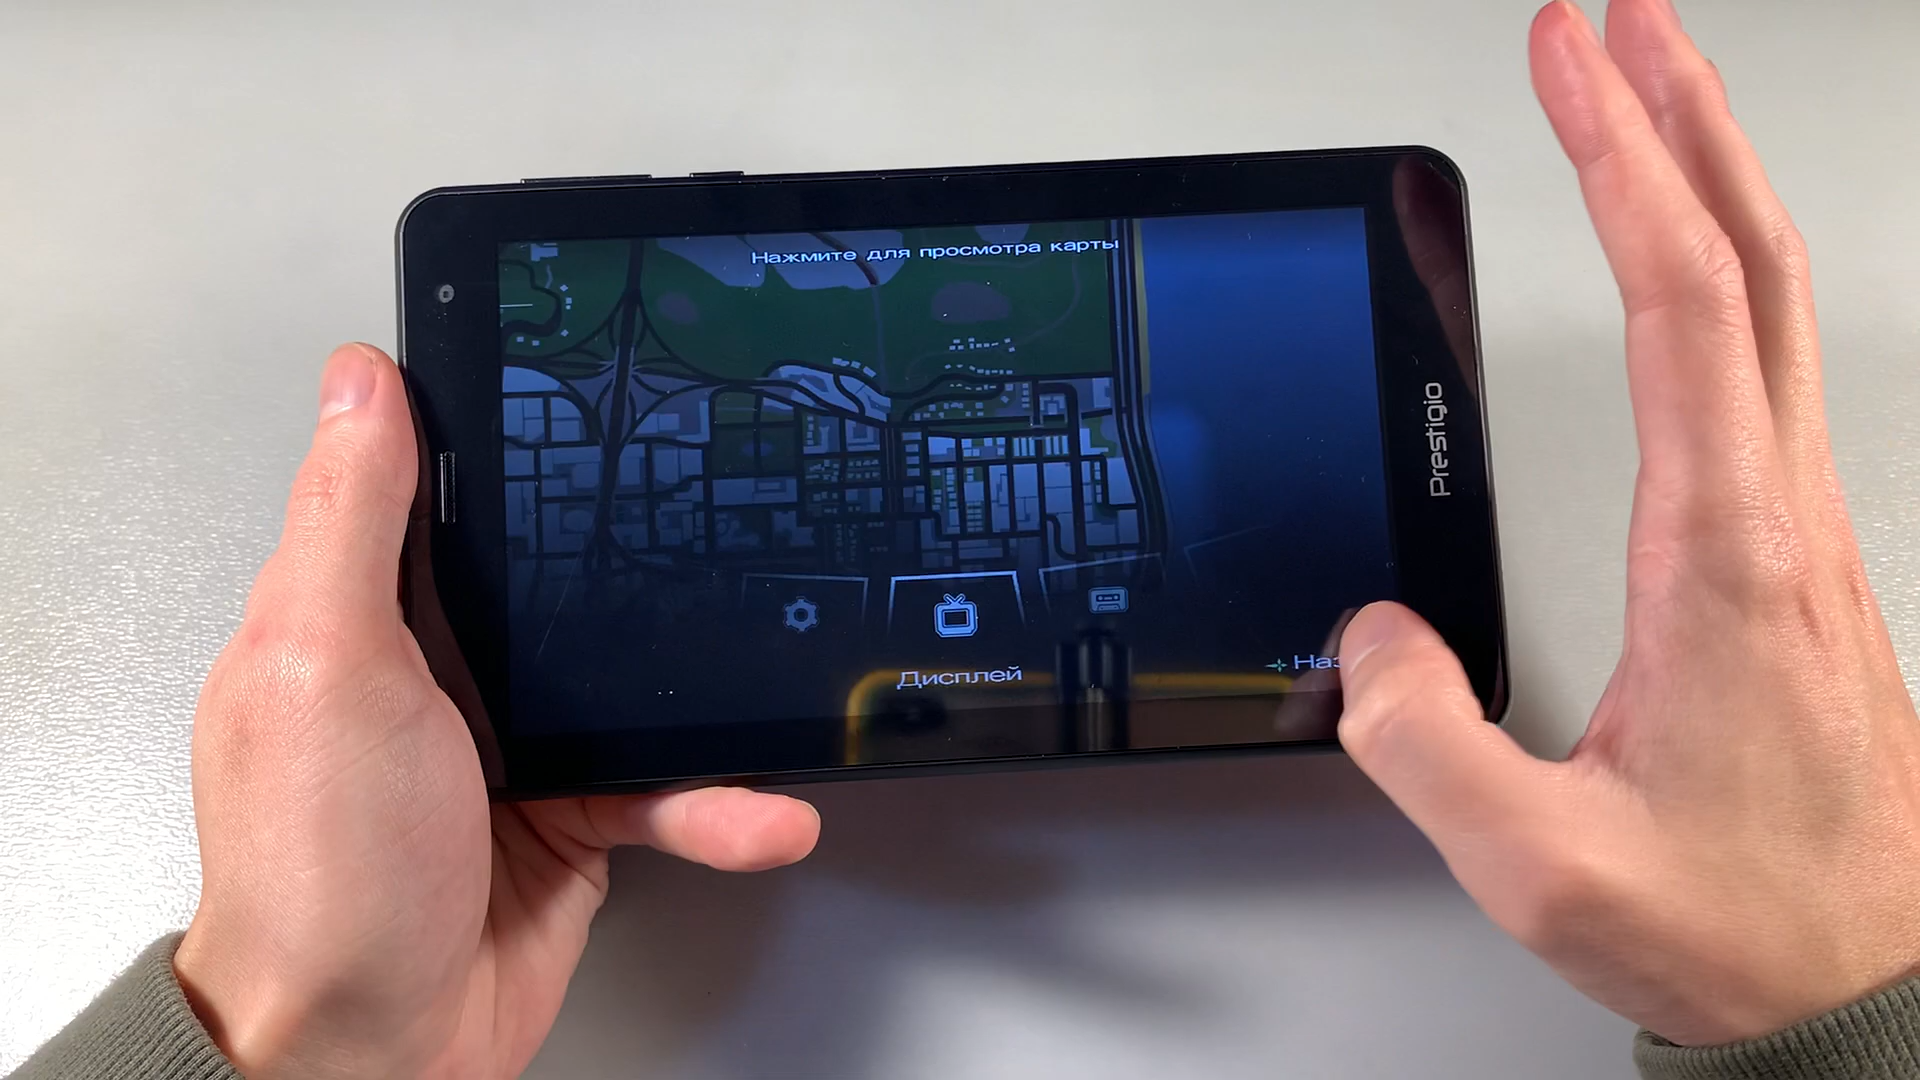 Нажмите для просмотра карты
Prestigio
Дисплей